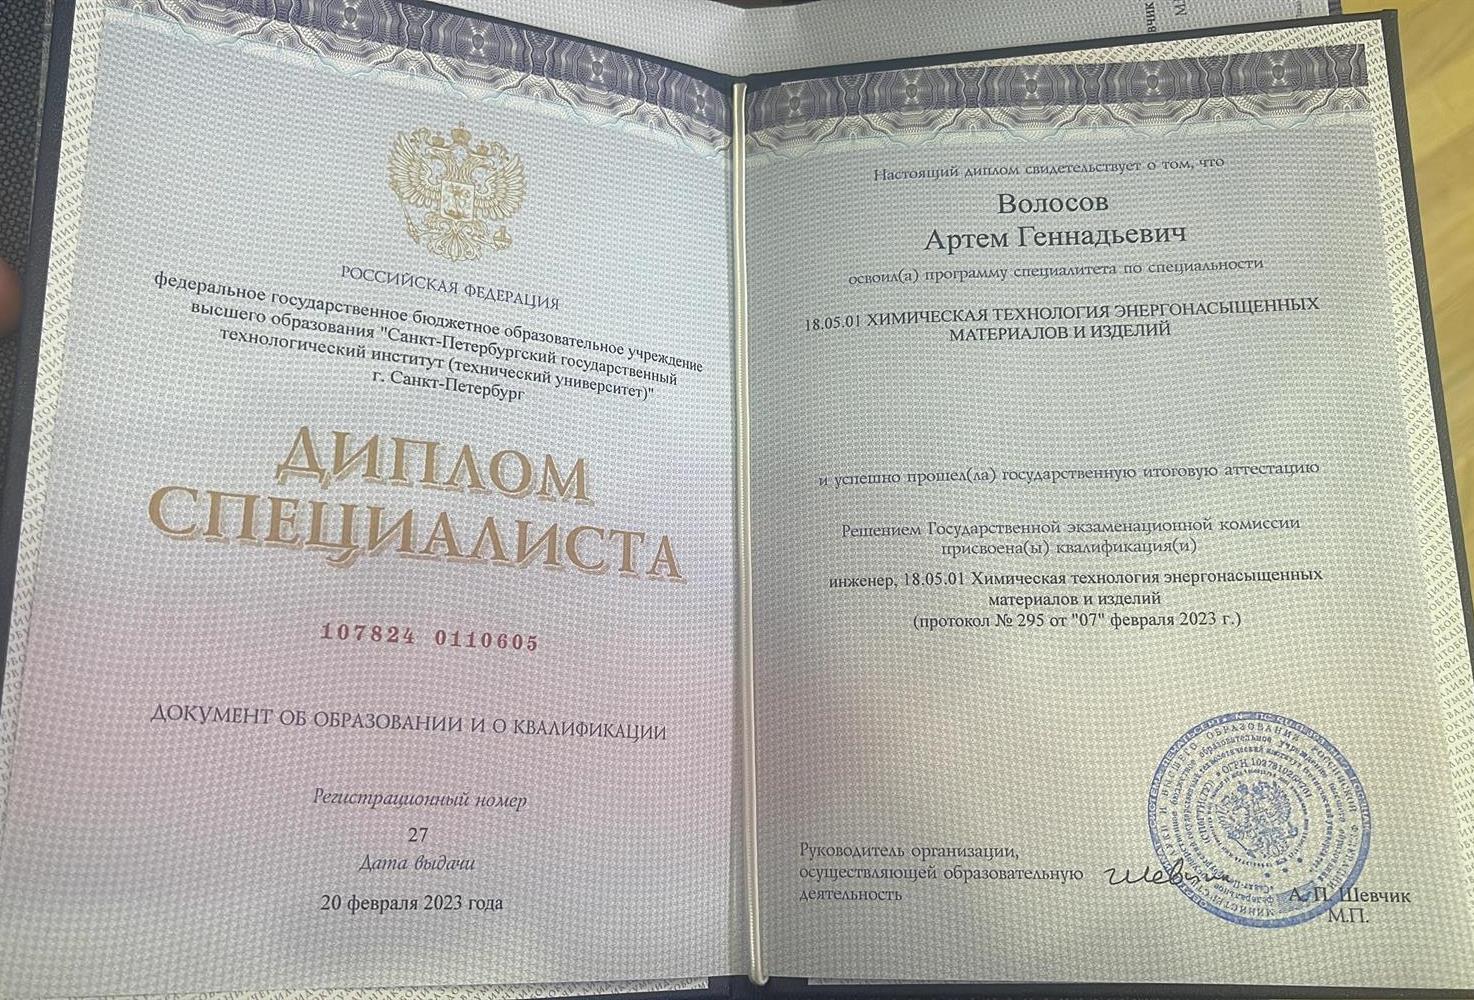 РОССИЙСКАЯ ФЕДЕРАЦИЯ
федеральное государственное бюджетное образовательное учреждение
высшего образования "Санкт-Петербургский государственный
технологический институт (технический университет)"
г. Санкт-Петербург
ДИПЛОМ
СПЕЦИАЛИСТА
107824 0110605
ДОКУМЕНТ ОБ ОБРАЗОВАНИИ И О КВАЛИФИКАЦИИ
Регистрационный номер
27
Дата выдачи
20 февраля 2023 года
Настоящий диплом свидетельствует о том, что
Волосов
Артем Геннадьевич
освоил(а) программу специалитета по специальности
18.05.01 ХИМИЧЕСКАЯ ТЕХНОЛОГИЯ ЭНЕРГОНАСЫЩЕННЫХ
МАТЕРИАЛОВ И ИЗДЕЛИЙ
и успешно прошел(ла) государственную итоговую аттестацию
Решением Государственной экзаменационной комиссии
присвоена(ы) квалификация(и)
инженер, 18.05.01 Химическая технология энергонасыщенных
материалов и изделий
(протокол № 295 от "07" февраля 2023 г.)
Руководитель организации,
осуществляющей образовательную
деятельность
А. П. Шевчик
М.П.